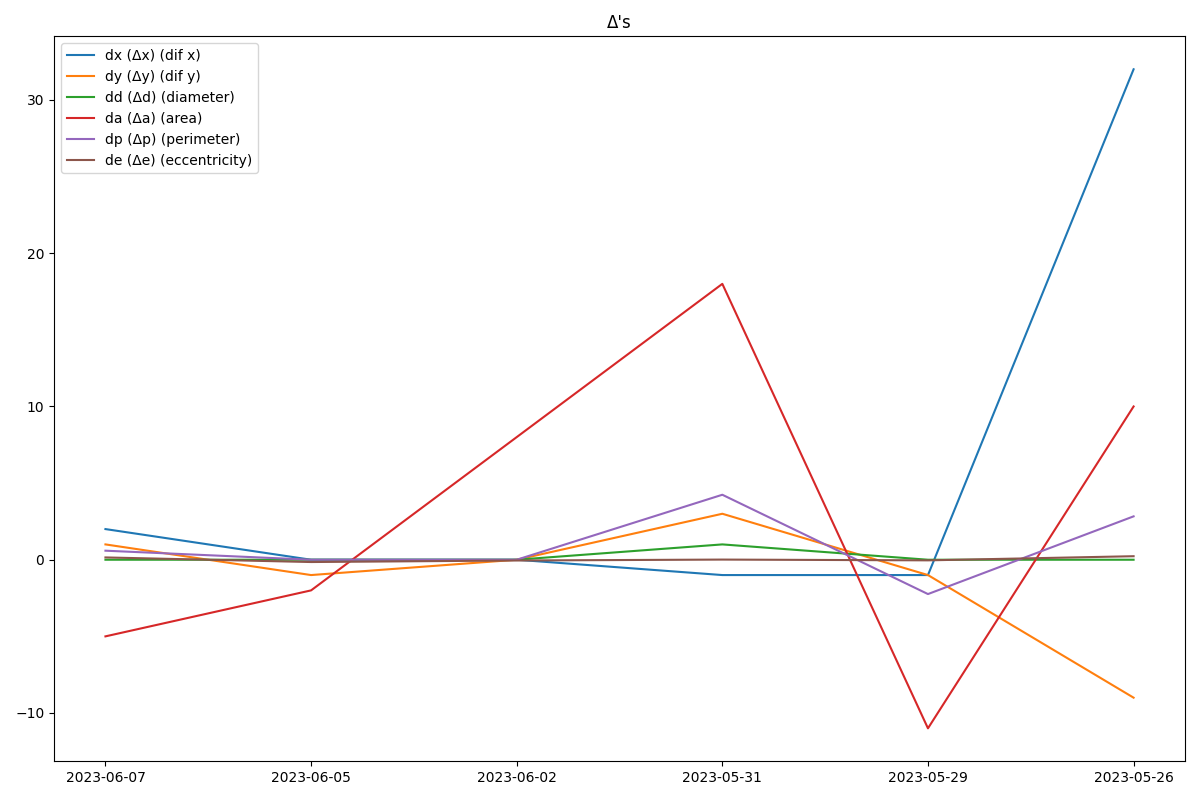 Δ's
dx (Δx) (dif x)
dy (Δy) (dif y)
dd (Δd) (diameter)
da (Δa) (area)
dp (Δp) (perimeter)
de (Δe) (eccentricity)
30
20
10
0
−10
2023-06-07 2023-06-05 2023-06-02 2023-05-31 2023-05-29 2023-05-26